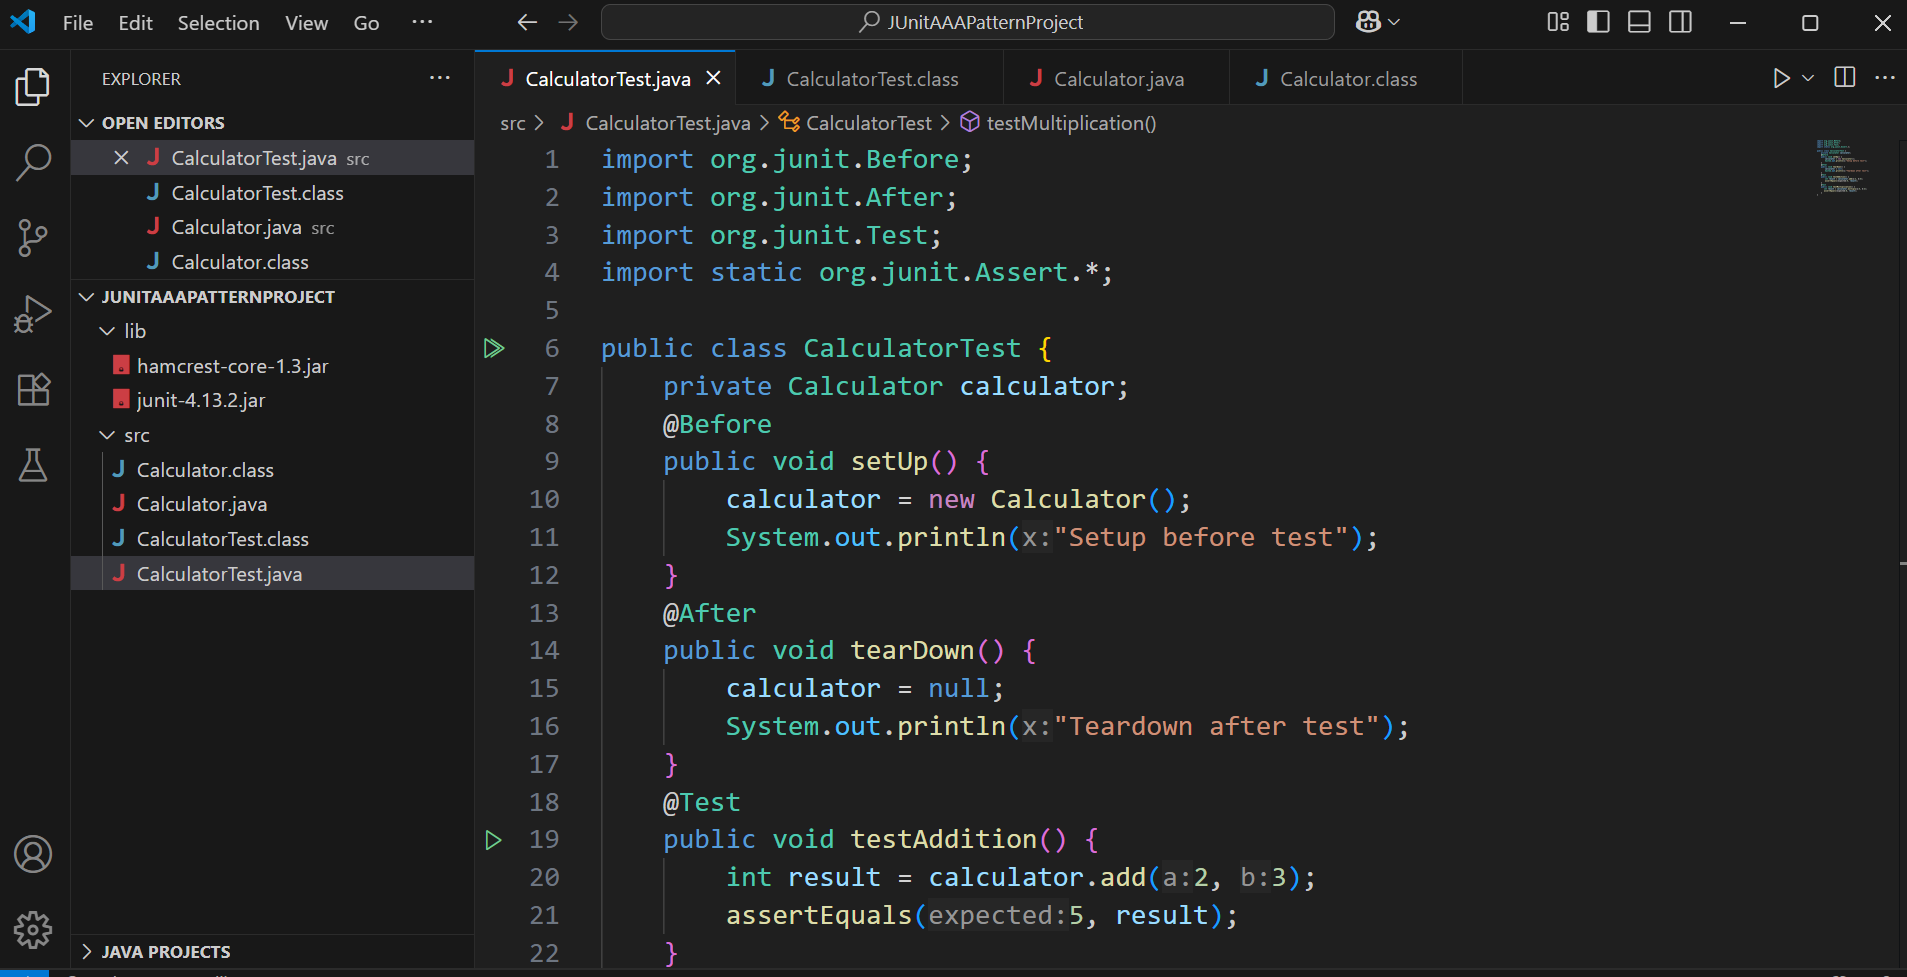 File Edit Selection View Go ··· JUnitAAAPatternProject
EXPLORER ···
OPEN EDITORS
CalculatorTest.java src
CalculatorTest.class
Calculator.java src
Calculator.class
JUNITAAAPATTERNPROJECT
lib
hamcrest-core-1.3.jar
junit-4.13.2.jar
src
Calculator.class
Calculator.java
CalculatorTest.class
CalculatorTest.java
JAVA PROJECTS
CalculatorTest.java CalculatorTest.class Calculator.java Calculator.class
src > CalculatorTest.java > CalculatorTest > testMultiplication()
1 import org.junit.Before;
2 import org.junit.After;
3 import org.junit.Test;
4 import static org.junit.Assert.*;
5
6 public class CalculatorTest {
7 private Calculator calculator;
8 @Before
9 public void setUp() {
10 calculator = new Calculator();
11 System.out.println(x:"Setup before test");
12 }
13 @After
14 public void tearDown() {
15 calculator = null;
16 System.out.println(x:"Teardown after test");
17 }
18 @Test
19 public void testAddition() {
20 int result = calculator.add(a:2, b:3);
21 assertEquals(expected:5, result);
22 }